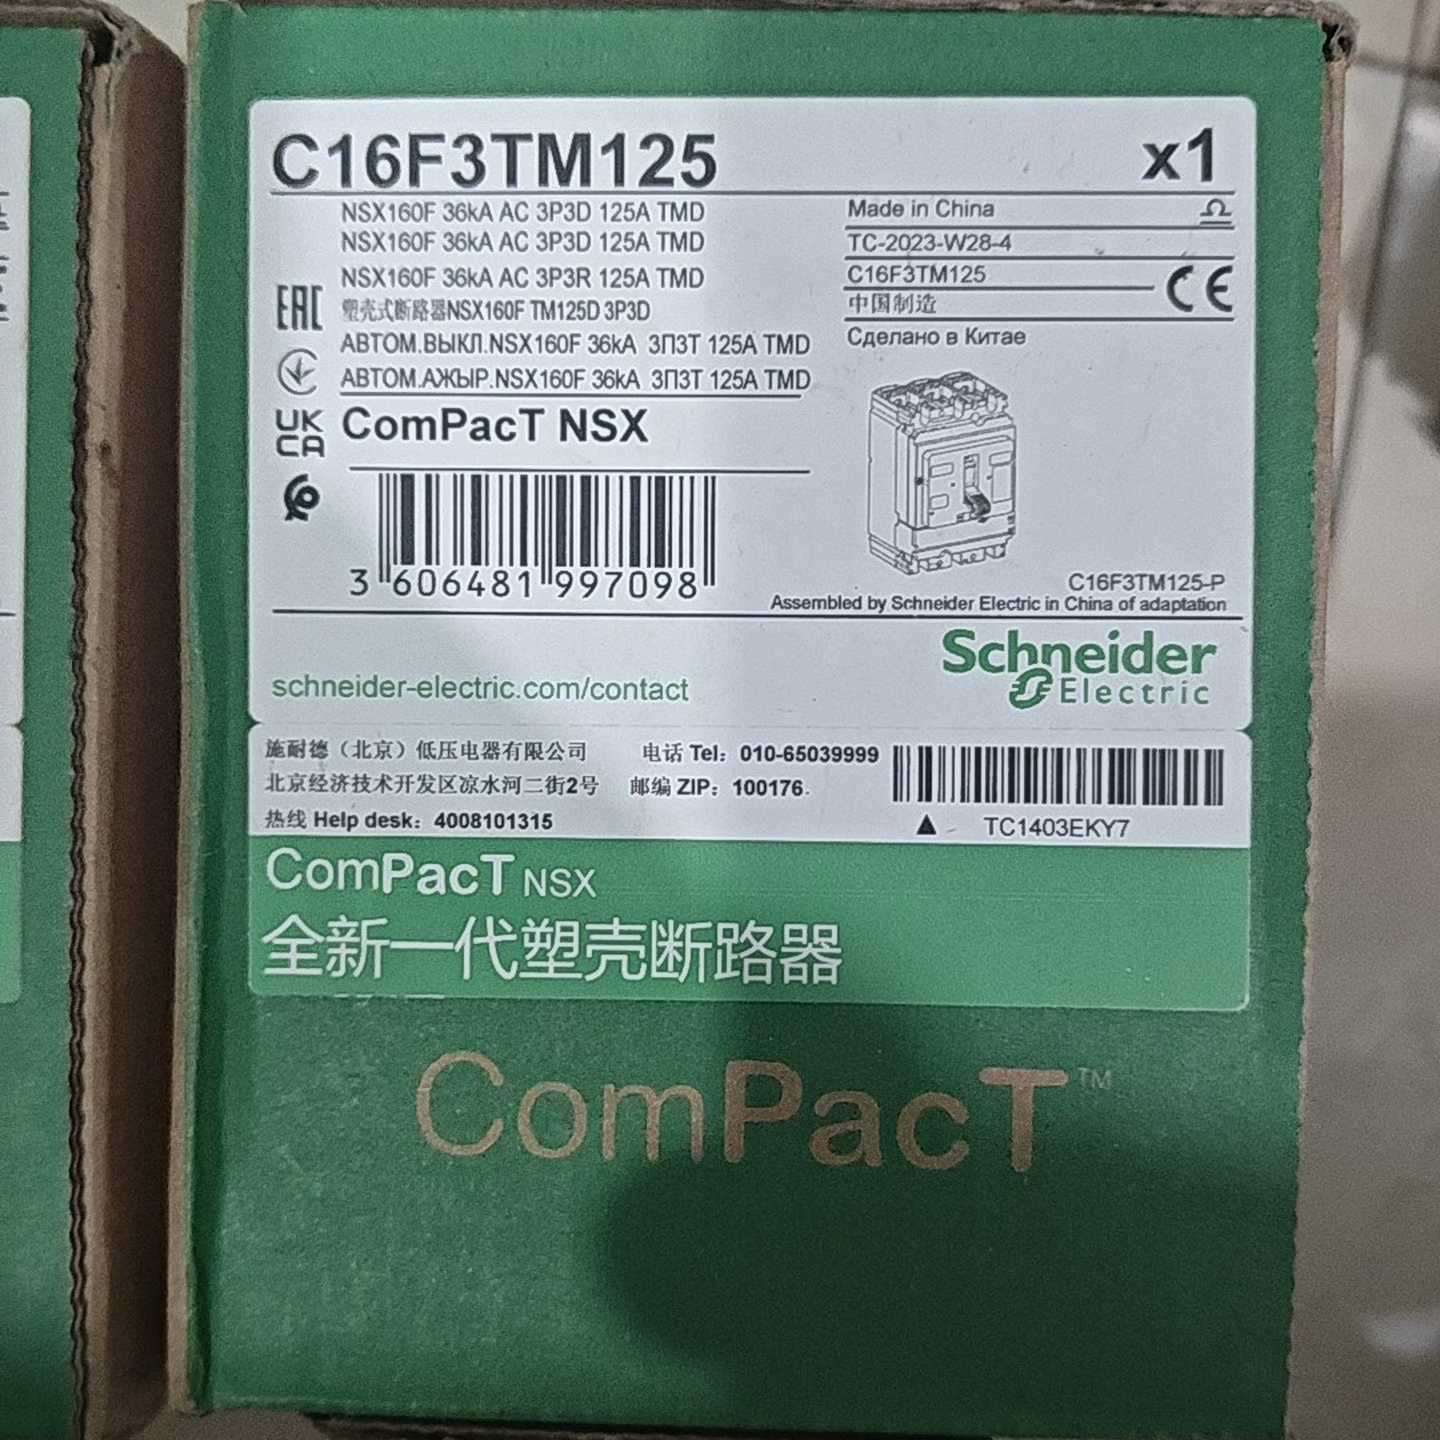 C16F3TM125
x1
NSX160F 36kA AC 3P3D 125A TMD
NSX160F 36kA AC 3P3D 125A TMD
NSX160F 36kA AC 3P3R 125A TMD
塑壳式断路器NSX160F TM125D 3P3D
АВТОМ.ВЫКЛ.NSX160F 36kA 3П3Т 125A TMD
АВТОМ.АЖЫР.NSX160F 36kA 3П3Т 125A TMD
EAC
UK
CA
ComPacT NSX
3 606481 997098
Made in China
TC-2023-W28-4
C16F3TM125
CE
中国制造
Сделано в Китае
C16F3TM125-P
Assembled by Schneider Electric in China of adaptation
schneider-electric.com/contact
Schneider
Electric
施耐德（北京）低压电器有限公司 电话 Tel：010-65039999
北京经济技术开发区凉水河二街2号 邮编 ZIP：100176
热线 Help desk：4008101315
TC1403EKY7
ComPacT NSX
全新一代塑壳断路器
ComPacT™